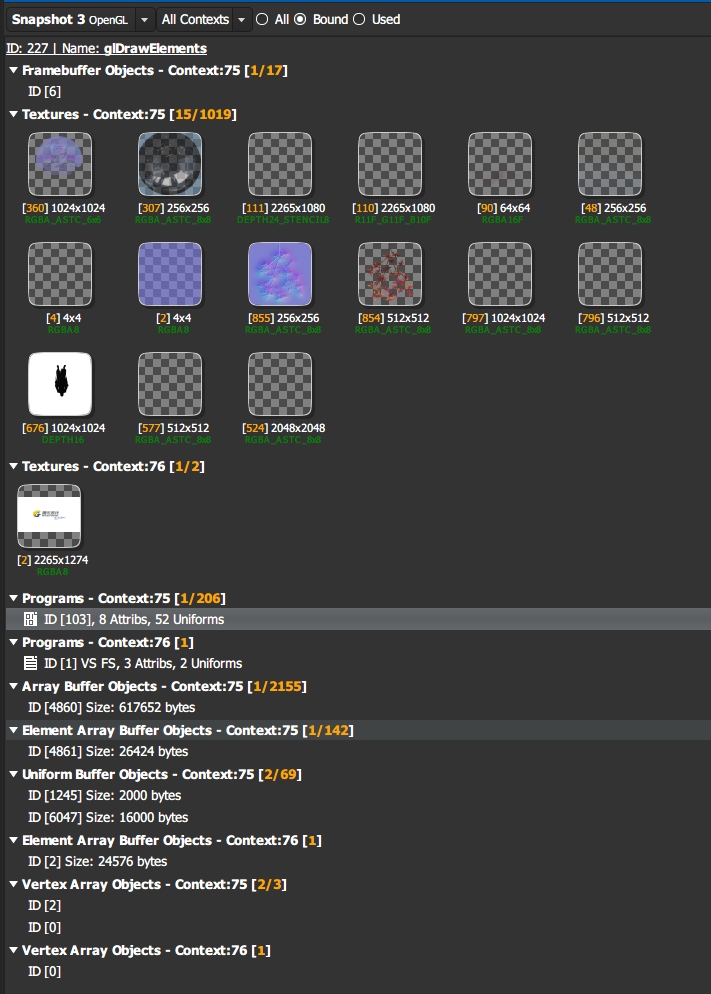 Snapshot 3 OpenGL All Contexts All Bound Used
ID: 227 | Name: glDrawElements
Framebuffer Objects - Context:75 [1/17]
ID [6]
Textures - Context:75 [15/1019]
[360] 1024x1024 [307] 256x256 [111] 2265x1080 [110] 2265x1080 [90] 64x64 [48] 256x256
RGBA_ASTC_6x6 RGBA_ASTC_8x8 DEPTH24_STENCIL8 R11F_G11F_B10F RGBA16F RGBA_ASTC_8x8
[4] 4x4 [2] 4x4 [855] 256x256 [854] 512x512 [797] 1024x1024 [796] 512x512
RGBA8 RGBA8 RGBA_ASTC_8x8 RGBA_ASTC_8x8 RGBA_ASTC_8x8 RGBA_ASTC_8x8
[676] 1024x1024 [577] 512x512 [524] 2048x2048
DEPTH16 RGBA_ASTC_8x8 RGBA_ASTC_8x8
Textures - Context:76 [1/2]
[2] 2265x1274
RGBA8
Programs - Context:75 [1/206]
ID [103], 8 Attribs, 52 Uniforms
Programs - Context:76 [1]
ID [1] VS FS, 3 Attribs, 2 Uniforms
Array Buffer Objects - Context:75 [1/2155]
ID [4860] Size: 617652 bytes
Element Array Buffer Objects - Context:75 [1/142]
ID [4861] Size: 26424 bytes
Uniform Buffer Objects - Context:75 [2/69]
ID [1245] Size: 2000 bytes
ID [6047] Size: 16000 bytes
Element Array Buffer Objects - Context:76 [1]
ID [2] Size: 24576 bytes
Vertex Array Objects - Context:75 [2/3]
ID [2]
ID [0]
Vertex Array Objects - Context:76 [1]
ID [0]